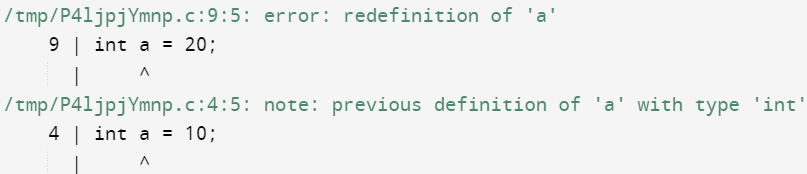 /tmp/P4ljpjYmnp.c:9:5: error: redefinition of 'a'
    9 | int a = 20;
      |     ^
/tmp/P4ljpjYmnp.c:4:5: note: previous definition of 'a' with type 'int'
    4 | int a = 10;
      |     ^